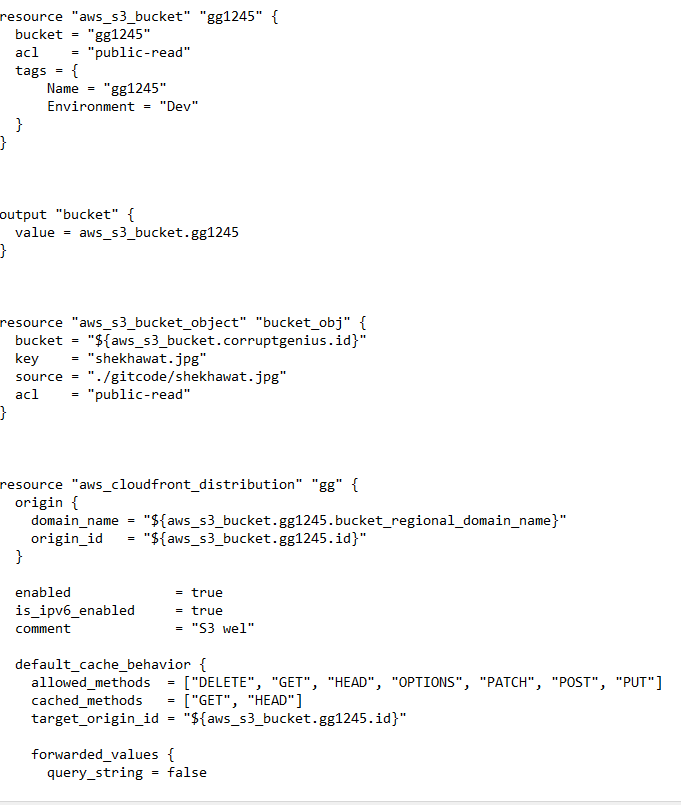 resource "aws_s3_bucket" "gg1245" {
  bucket = "gg1245"
  acl    = "public-read"
  tags = {
      Name = "gg1245"
      Environment = "Dev"
  }
}
output "bucket" {
  value = aws_s3_bucket.gg1245
}
resource "aws_s3_bucket_object" "bucket_obj" {
  bucket = "${aws_s3_bucket.corruptgenius.id}"
  key    = "shekhawat.jpg"
  source = "./gitcode/shekhawat.jpg"
  acl    = "public-read"
}
resource "aws_cloudfront_distribution" "gg" {
  origin {
    domain_name = "${aws_s3_bucket.gg1245.bucket_regional_domain_name}"
    origin_id   = "${aws_s3_bucket.gg1245.id}"
  }
  enabled             = true
  is_ipv6_enabled     = true
  comment             = "S3 wel"
  default_cache_behavior {
    allowed_methods  = ["DELETE", "GET", "HEAD", "OPTIONS", "PATCH", "POST", "PUT"]
    cached_methods   = ["GET", "HEAD"]
    target_origin_id = "${aws_s3_bucket.gg1245.id}"
    forwarded_values {
      query_string = false